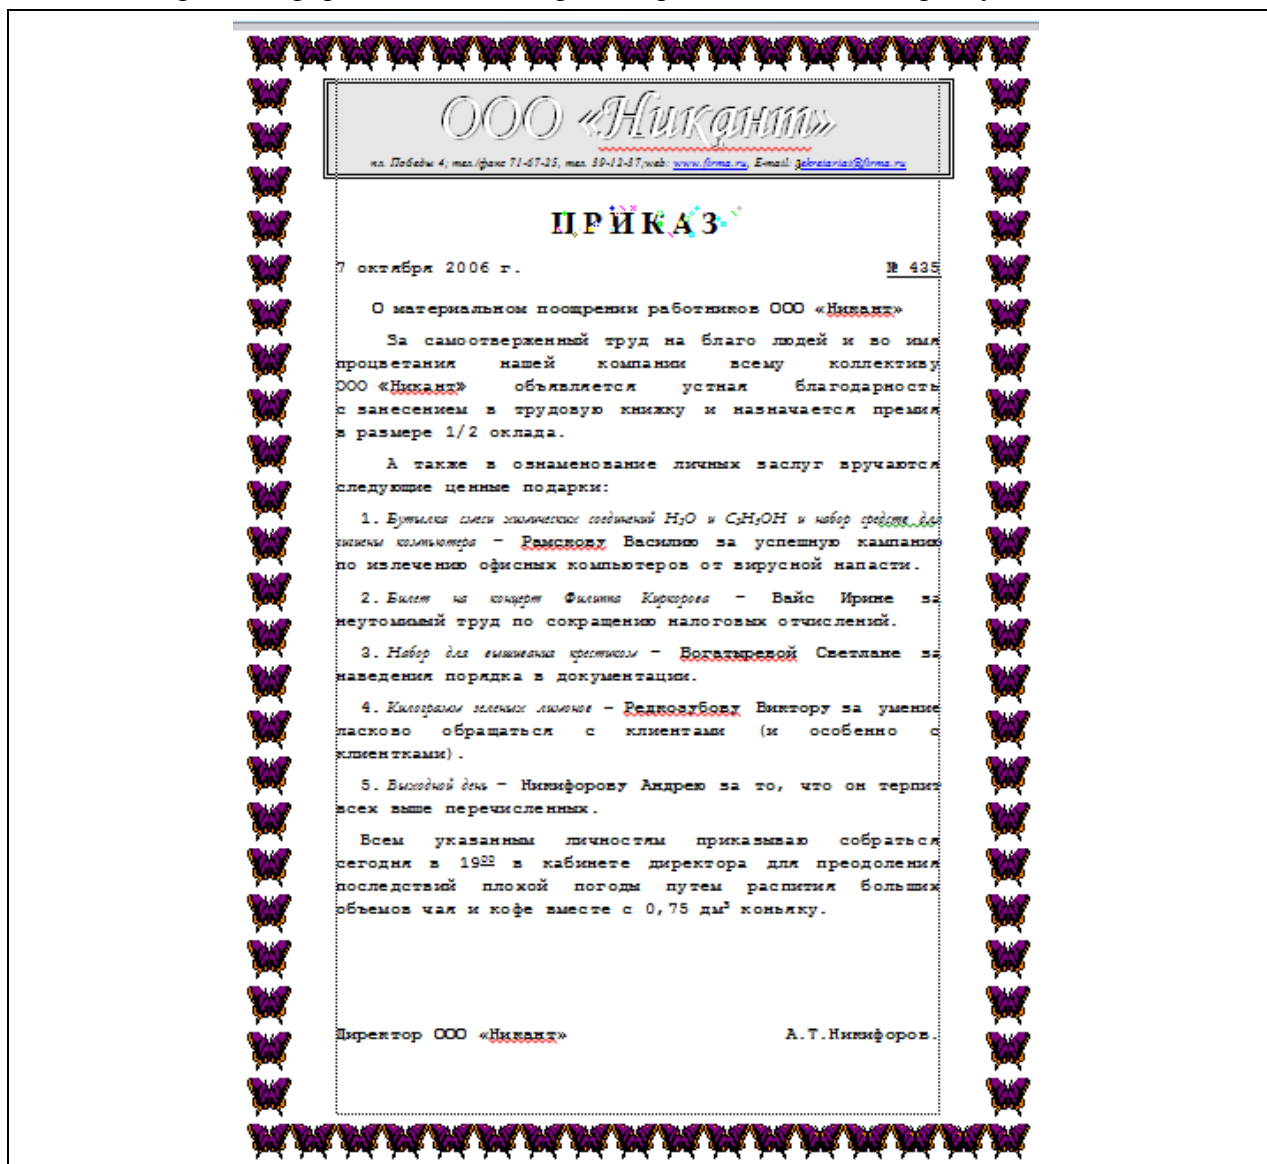 ООО «Никант»
пл. Победы 4; тел./факс 71-67-25, тел. 39-12-37;web: www.firma.ru, E-mail: sekretariat@firma.ru
ПРИКАЗ
7 октября 2006 г. № 435
О материальном поощрении работников ООО «Никант»
За самоотверженный труд на благо людей и во имя
процветания нашей компании всему коллективу
ООО «Никант» объявляется устная благодарность
с занесением в трудовую книжку и назначается премия
в размере 1/2 оклада.
А также в ознаменование личных заслуг вручаются
следующие ценные подарки:
1. Бутылка смеси химических соединений H₂O и C₂H₅OH и набор средств для
гигиены компьютера – Рамскову Василию за успешную кампанию
по излечению офисных компьютеров от вирусной напасти.
2. Билет на концерт Филиппа Киркорова – Вайс Ирине за
неутомимый труд по сокращению налоговых отчислений.
3. Набор для вышивания крестиком – Богатыревой Светлане за
наведения порядка в документации.
4. Килограмм зеленых лимонов – Редкозубову Виктору за умение
ласково обращаться с клиентами (и особенно с
клиентками).
5. Выходной день – Никифорову Андрею за то, что он терпит
всех выше перечисленных.
Всем указанным личностям приказываю собраться
сегодня в 19⁰⁰ в кабинете директора для преодоления
последствий плохой погоды путем распития больших
объемов чая и кофе вместе с 0,75 дм³ коньяку.
Директор ООО «Никант» А.Т.Никифоров.